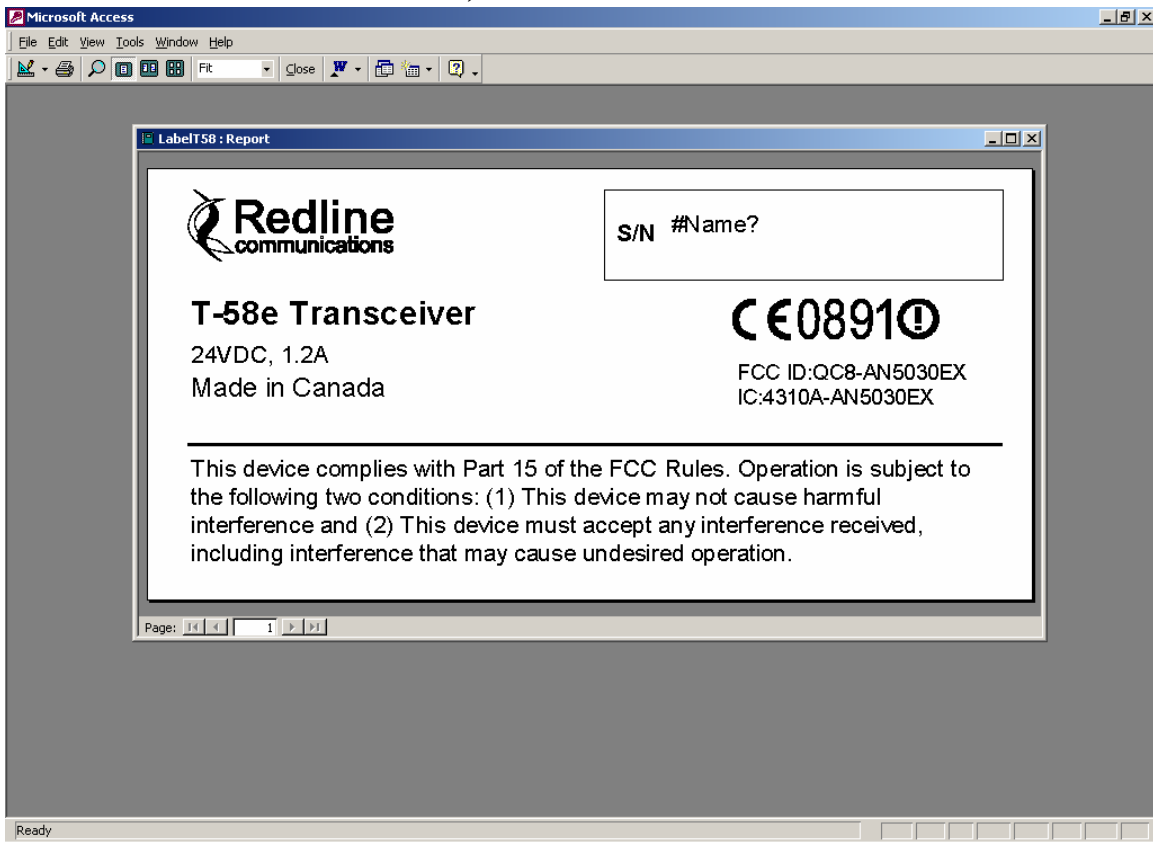 Microsoft Access
File Edit View Tools Window Help
Fit Close
LabelT58 : Report
Redline
communications
S/N #Name?
T-58e Transceiver
CE0891
24VDC, 1.2A
Made in Canada
FCC ID:QC8-AN5030EX
IC:4310A-AN5030EX
This device complies with Part 15 of the FCC Rules. Operation is subject to
the following two conditions: (1) This device may not cause harmful
interference and (2) This device must accept any interference received,
including interference that may cause undesired operation.
Page: 1
Ready